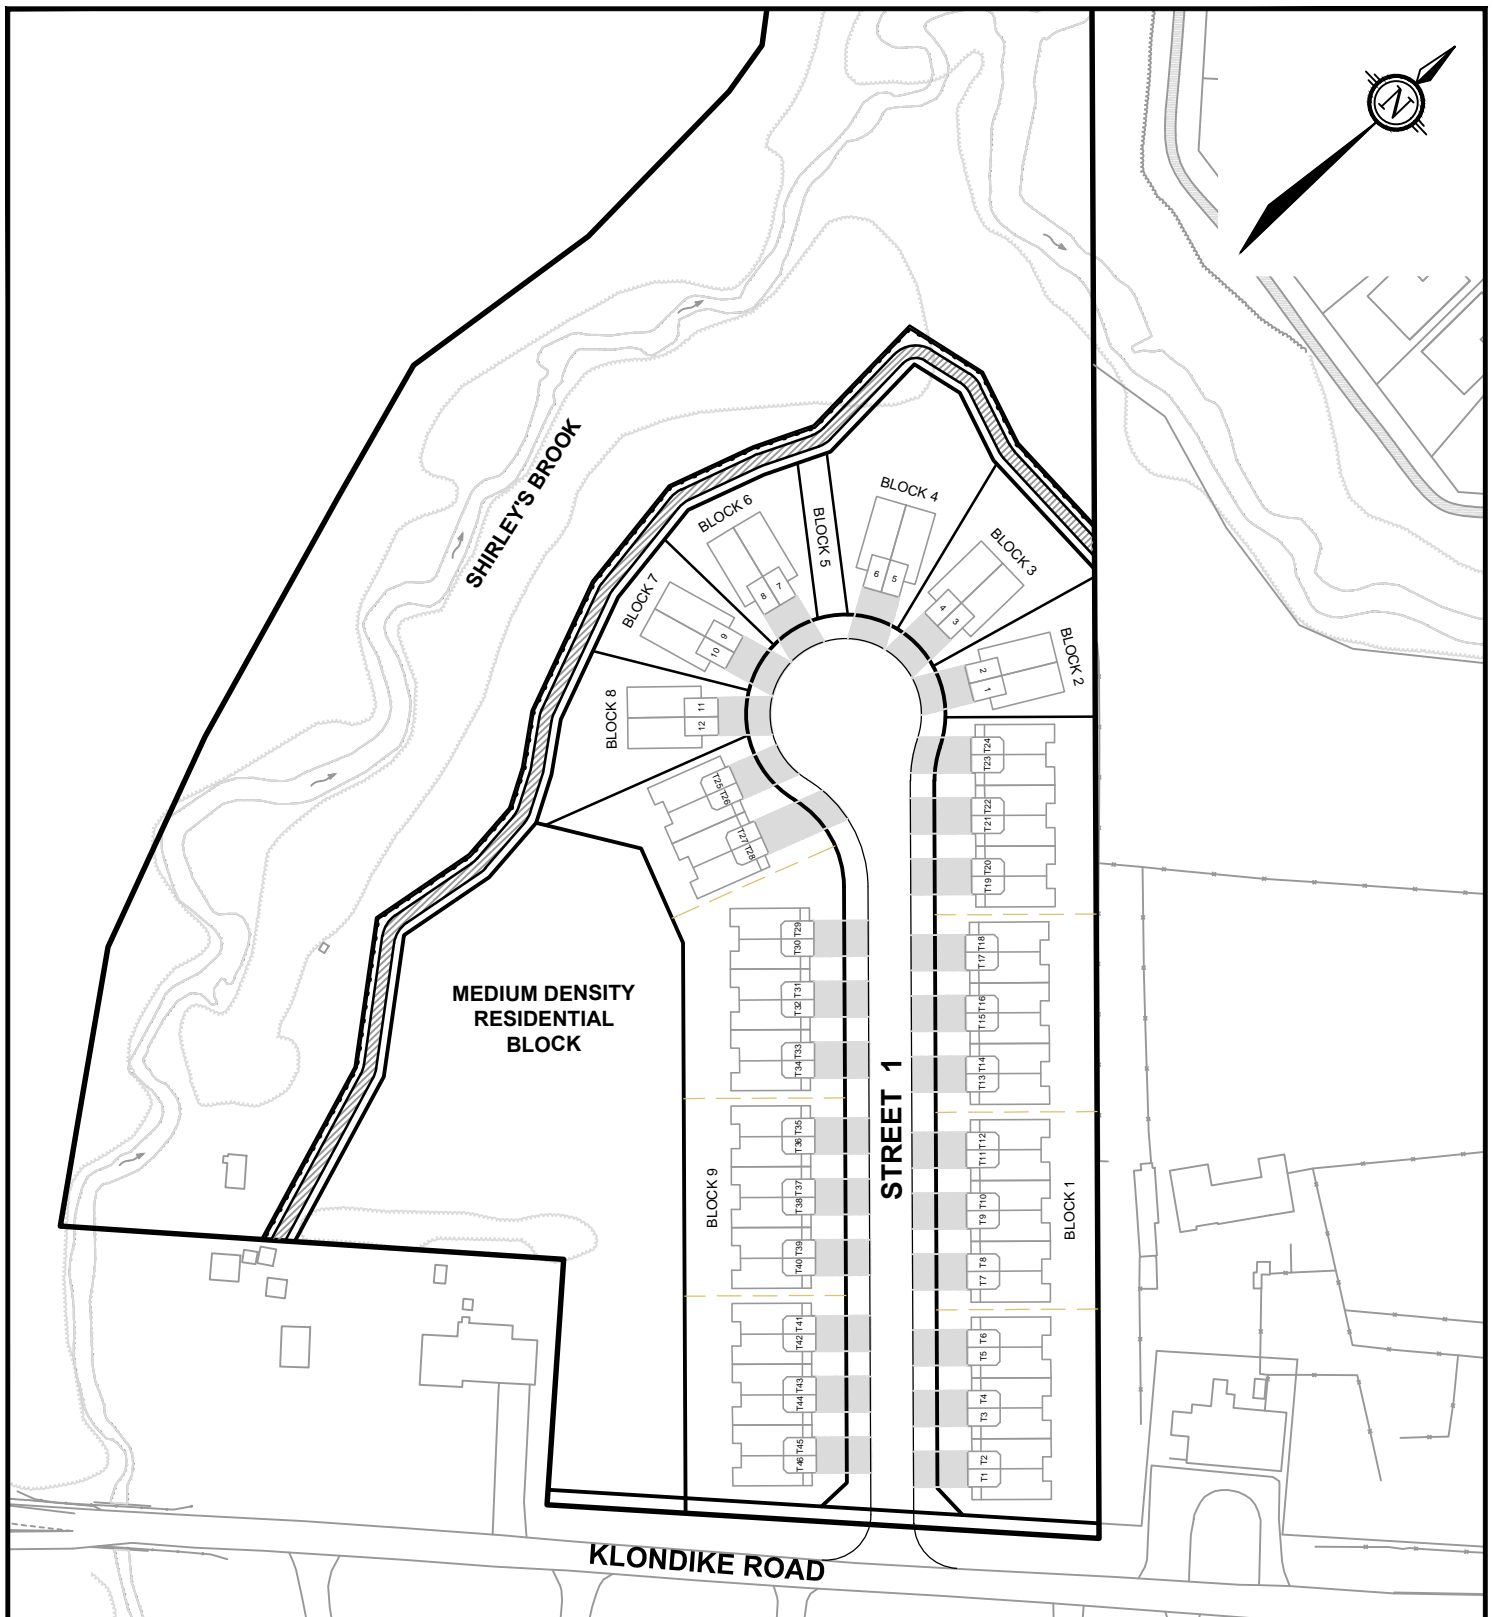 N
SHIRLEY'S BROOK
BLOCK 6
BLOCK 5
BLOCK 4
BLOCK 3
BLOCK 7
BLOCK 2
BLOCK 8
8
7
6
5
4
3
10
9
2
1
11
12
T25 T26
T27 T28
T23 T24
T21 T22
T19 T20
T30 T29
T17 T18
T32 T31
T15 T16
T34 T33
T13 T14
MEDIUM DENSITY
RESIDENTIAL
BLOCK
STREET 1
T36 T35
T11 T12
T38 T37
T9 T10
T40 T39
T7 T8
BLOCK 9
BLOCK 1
T42 T41
T5 T6
T44 T43
T3 T4
T46 T45
T1 T2
KLONDIKE ROAD